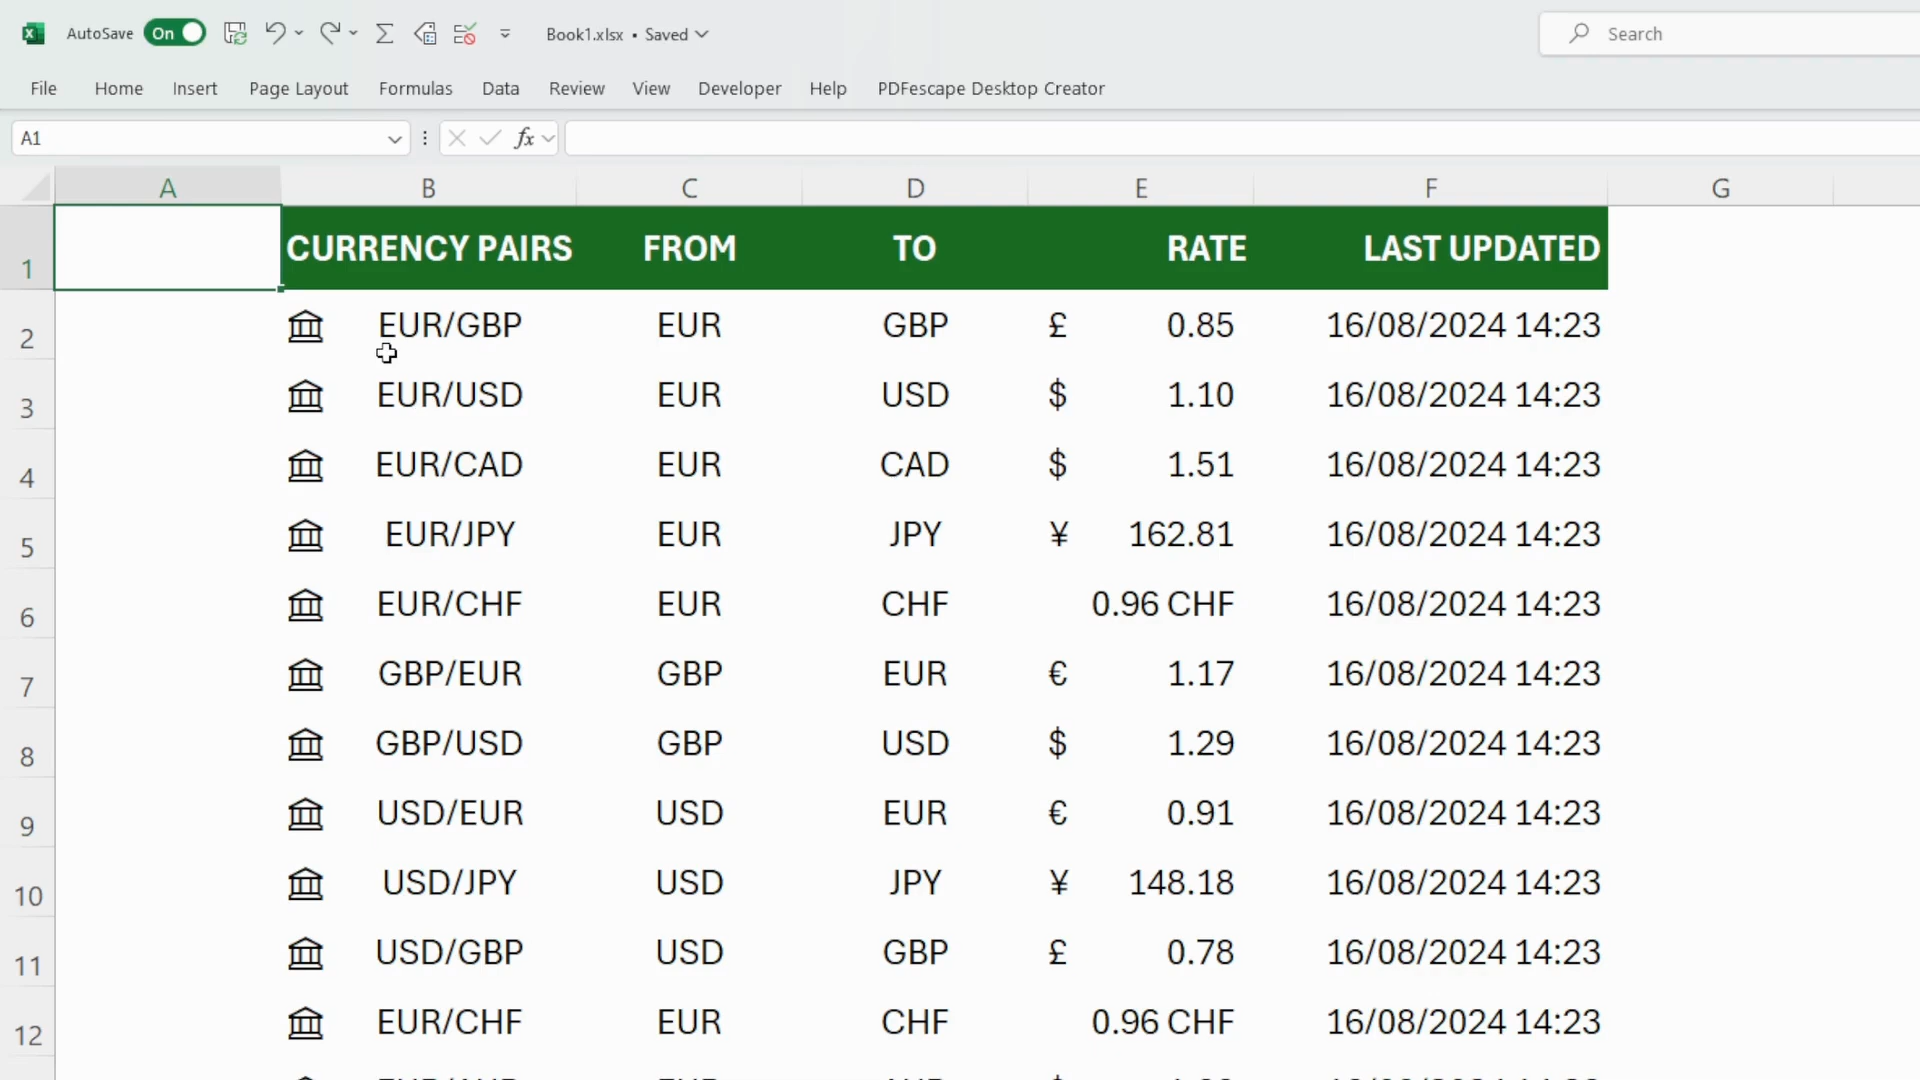 AutoSave On Book1.xlsx • Saved Search
File Home Insert Page Layout Formulas Data Review View Developer Help PDFescape Desktop Creator
A1 fx
A B C D E F G
1 CURRENCY PAIRS FROM TO RATE LAST UPDATED
2 EUR/GBP EUR GBP £ 0.85 16/08/2024 14:23
3 EUR/USD EUR USD $ 1.10 16/08/2024 14:23
4 EUR/CAD EUR CAD $ 1.51 16/08/2024 14:23
5 EUR/JPY EUR JPY ¥ 162.81 16/08/2024 14:23
6 EUR/CHF EUR CHF 0.96 CHF 16/08/2024 14:23
7 GBP/EUR GBP EUR € 1.17 16/08/2024 14:23
8 GBP/USD GBP USD $ 1.29 16/08/2024 14:23
9 USD/EUR USD EUR € 0.91 16/08/2024 14:23
10 USD/JPY USD JPY ¥ 148.18 16/08/2024 14:23
11 USD/GBP USD GBP £ 0.78 16/08/2024 14:23
12 EUR/CHF EUR CHF 0.96 CHF 16/08/2024 14:23